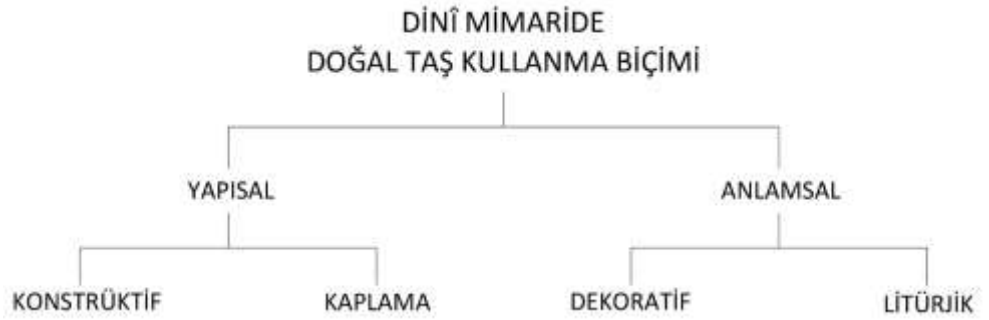 DİNÎ MİMARİDE
DOĞAL TAŞ KULLANMA BİÇİMİ
YAPISAL
ANLAMSAL
KONSTRÜKTİF
KAPLAMA
DEKORATİF
LİTÜRJİK